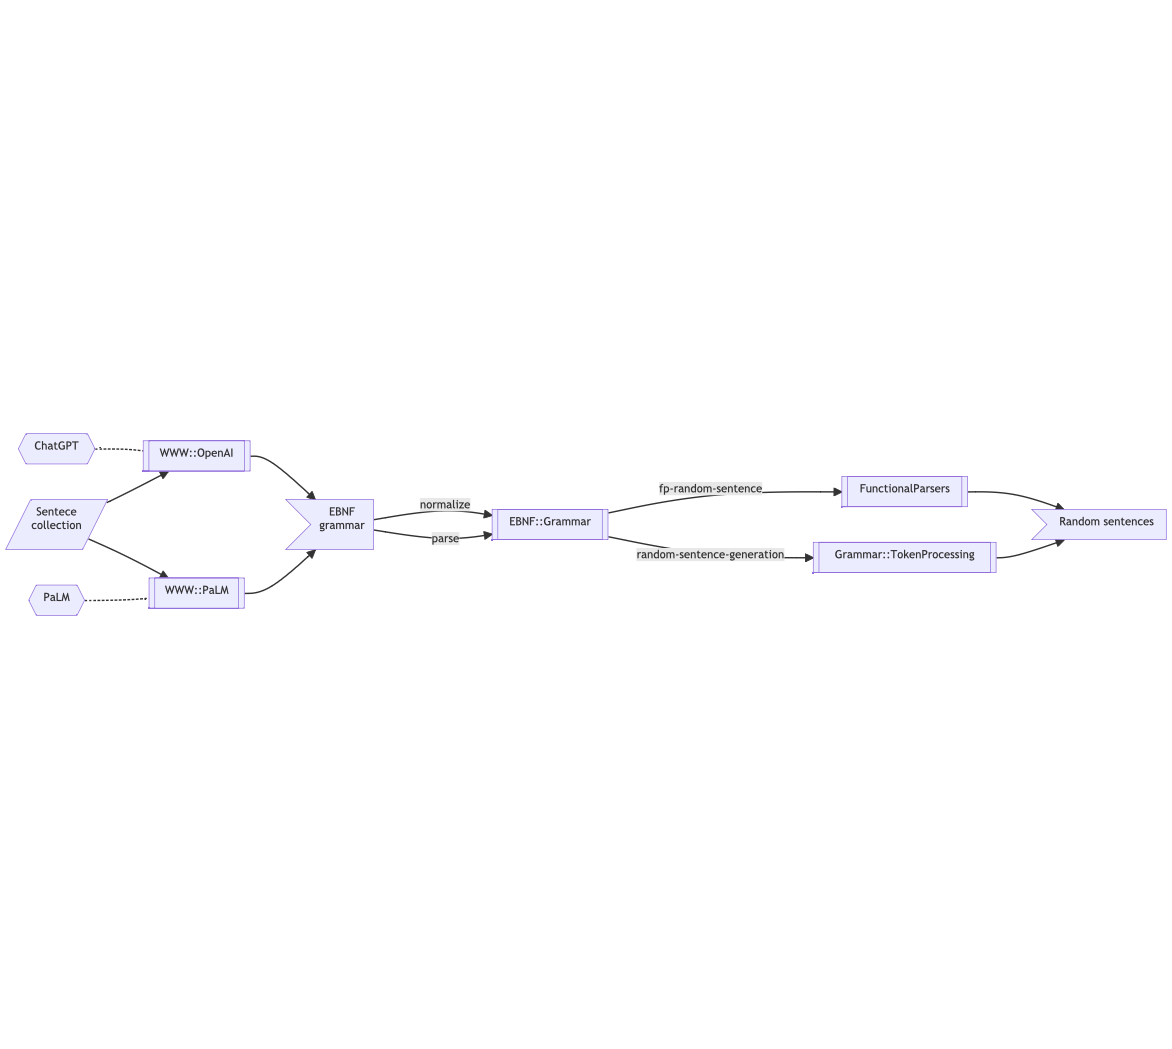 ChatGPT
WWW::OpenAI
Sentece
collection
PaLM
WWW::PaLM
EBNF
grammar
normalize
parse
EBNF::Grammar
fp-random-sentence
random-sentence-generation
FunctionalParsers
Grammar::TokenProcessing
Random sentences